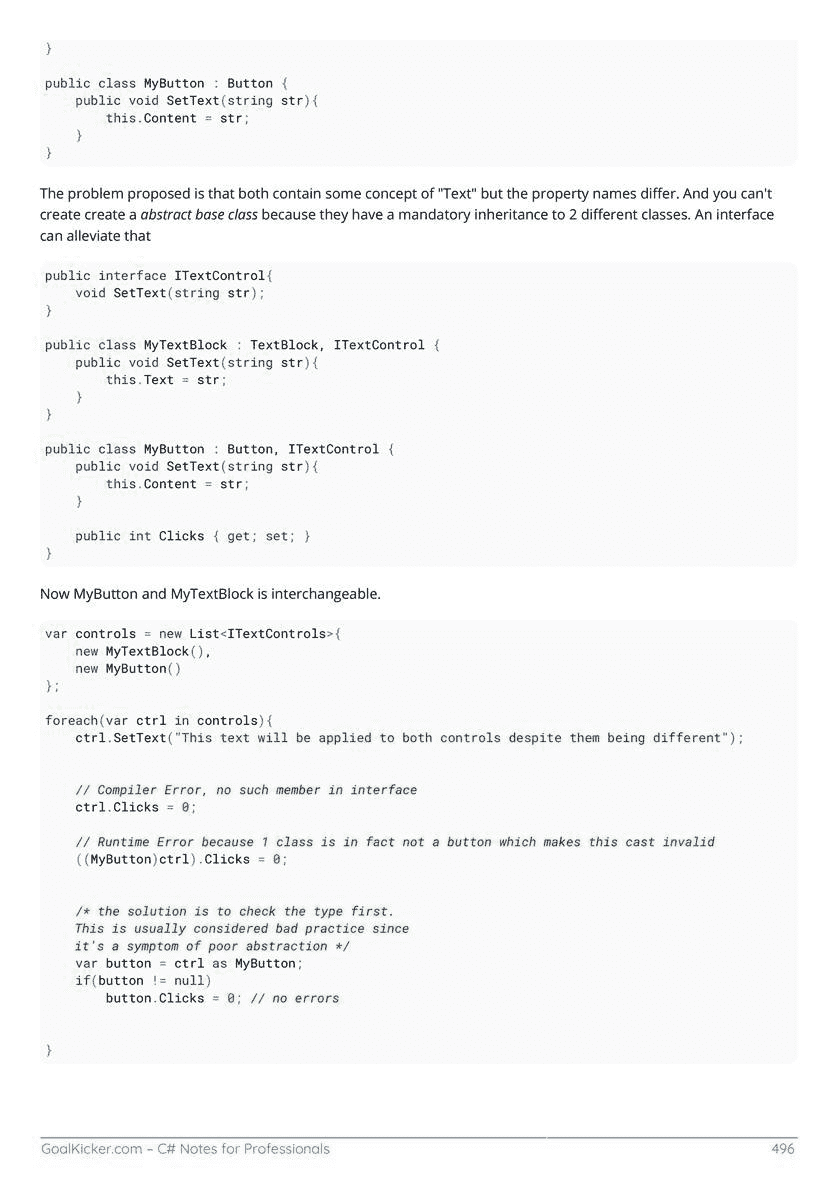 }
public class MyButton : Button {
    public void SetText(string str){
        this.Content = str;
    }
}
The problem proposed is that both contain some concept of "Text" but the property names differ. And you can't
create create a abstract base class because they have a mandatory inheritance to 2 different classes. An interface
can alleviate that
public interface ITextControl{
    void SetText(string str);
}
public class MyTextBlock : TextBlock, ITextControl {
    public void SetText(string str){
        this.Text = str;
    }
}
public class MyButton : Button, ITextControl {
    public void SetText(string str){
        this.Content = str;
    }
    public int Clicks { get; set; }
}
Now MyButton and MyTextBlock is interchangeable.
var controls = new List<ITextControls>{
    new MyTextBlock(),
    new MyButton()
};
foreach(var ctrl in controls){
    ctrl.SetText("This text will be applied to both controls despite them being different");
    // Compiler Error, no such member in interface
    ctrl.Clicks = 0;
    // Runtime Error because 1 class is in fact not a button which makes this cast invalid
    ((MyButton)ctrl).Clicks = 0;
    /* the solution is to check the type first.
    This is usually considered bad practice since
    it's a symptom of poor abstraction */
    var button = ctrl as MyButton;
    if(button != null)
        button.Clicks = 0; // no errors
}
GoalKicker.com – C# Notes for Professionals 496